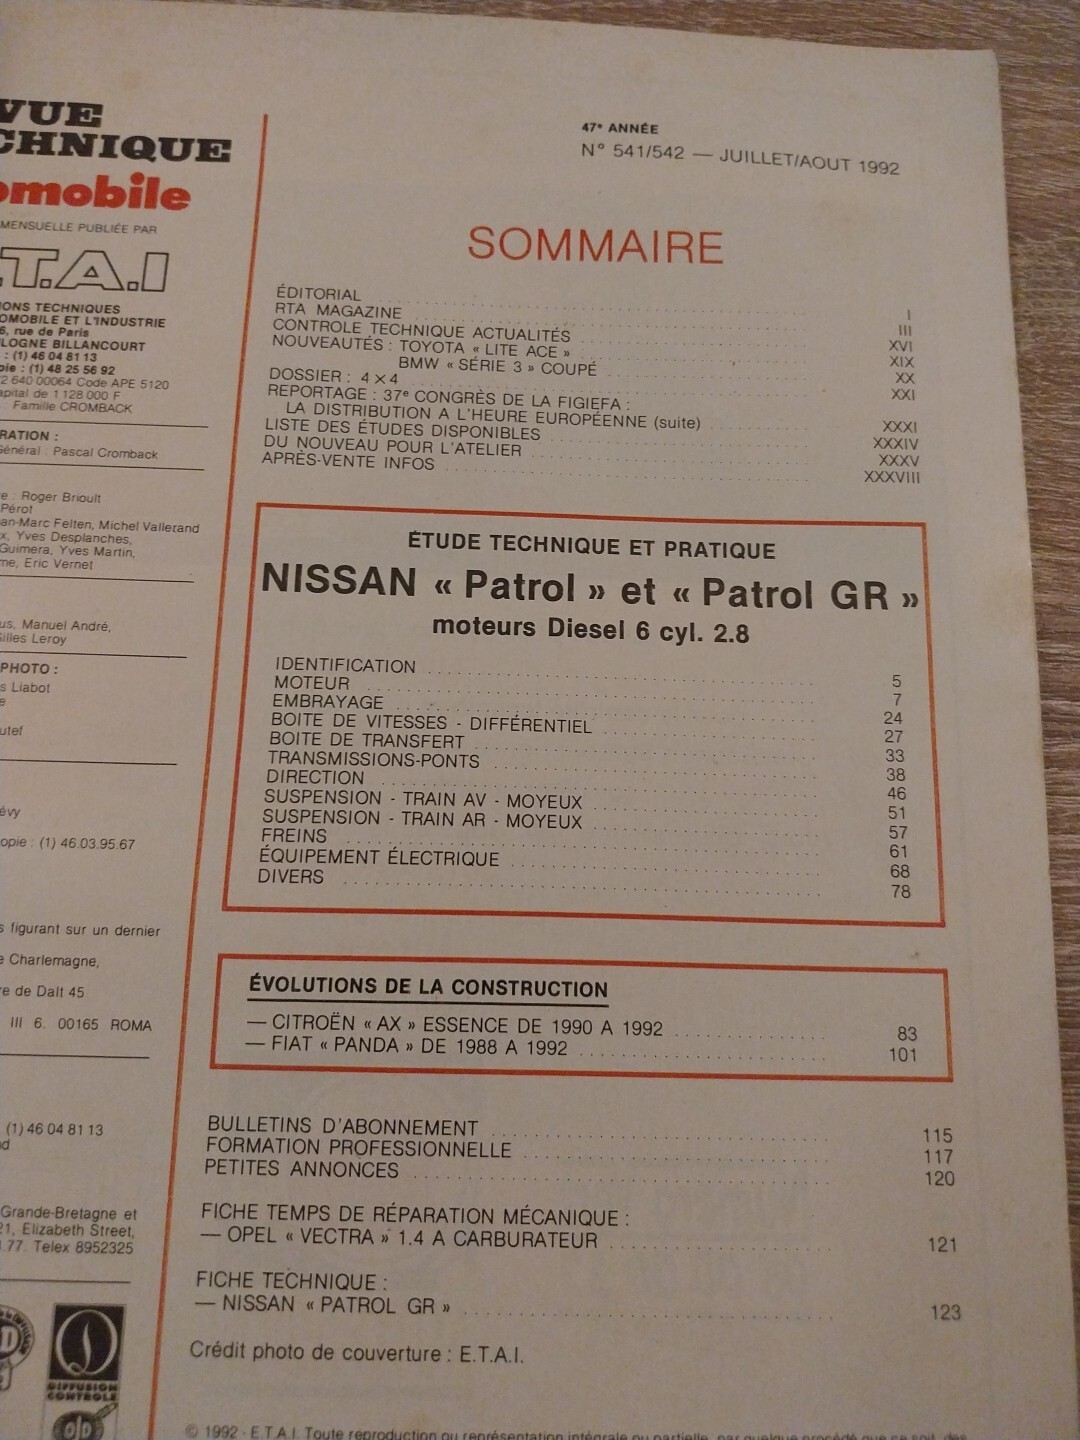 VUE
CHNIQUE
omobile
MENSUELLE PUBLIÉE PAR
.T.A.I
IONS TECHNIQUES
OMOBILE ET L'INDUSTRIE
6, rue de Paris
LOGNE BILLANCOURT
: (1) 46 04 81 13
pie : (1) 48 25 56 92
2 640 00064 Code APE 5120
apital de 1 128 000 F
Famille CROMBACK
RATION :
Général : Pascal Cromback
e : Roger Brioult
Pérot
an-Marc Felten, Michel Vallerand
x, Yves Desplanches,
Guimera, Yves Martin,
me, Eric Vernet
us, Manuel André,
Gilles Leroy
PHOTO :
s Liabot
e
utef
évy
opie : (1) 46.03.95.67
s figurant sur un dernier
e Charlemagne,
re de Dalt 45
III 6. 00165 ROMA
(1) 46 04 81 13
d
Grande-Bretagne et
21, Elizabeth Street,
.77. Telex 8952325
DIFFUSION
CONTROLE
OJD
47e ANNÉE
N° 541/542 — JUILLET/AOUT 1992
SOMMAIRE
ÉDITORIAL I
RTA MAGAZINE III
CONTROLE TECHNIQUE ACTUALITÉS XVI
NOUVEAUTÉS : TOYOTA « LITE ACE » XIX
BMW « SÉRIE 3 » COUPÉ XX
DOSSIER : 4 × 4 XXI
REPORTAGE : 37e CONGRÈS DE LA FIGIEFA :
LA DISTRIBUTION A L'HEURE EUROPÉENNE (suite) XXXI
LISTE DES ÉTUDES DISPONIBLES XXXIV
DU NOUVEAU POUR L'ATELIER XXXV
APRÈS-VENTE INFOS XXXVIII
ÉTUDE TECHNIQUE ET PRATIQUE
NISSAN « Patrol » et « Patrol GR »
moteurs Diesel 6 cyl. 2.8
IDENTIFICATION 5
MOTEUR 7
EMBRAYAGE 24
BOITE DE VITESSES - DIFFÉRENTIEL 27
BOITE DE TRANSFERT 33
TRANSMISSIONS-PONTS 38
DIRECTION 46
SUSPENSION - TRAIN AV - MOYEUX 51
SUSPENSION - TRAIN AR - MOYEUX 57
FREINS 61
ÉQUIPEMENT ÉLECTRIQUE 68
DIVERS 78
ÉVOLUTIONS DE LA CONSTRUCTION
— CITROËN « AX » ESSENCE DE 1990 A 1992 83
— FIAT « PANDA » DE 1988 A 1992 101
BULLETINS D'ABONNEMENT 115
FORMATION PROFESSIONNELLE 117
PETITES ANNONCES 120
FICHE TEMPS DE RÉPARATION MÉCANIQUE :
— OPEL « VECTRA » 1.4 A CARBURATEUR 121
FICHE TECHNIQUE :
— NISSAN « PATROL GR » 123
Crédit photo de couverture : E.T.A.I.
© 1992 - E.T.A.I. Toute reproduction ou représentation intégrale ou partielle, par quelque procédé que ce soit, des